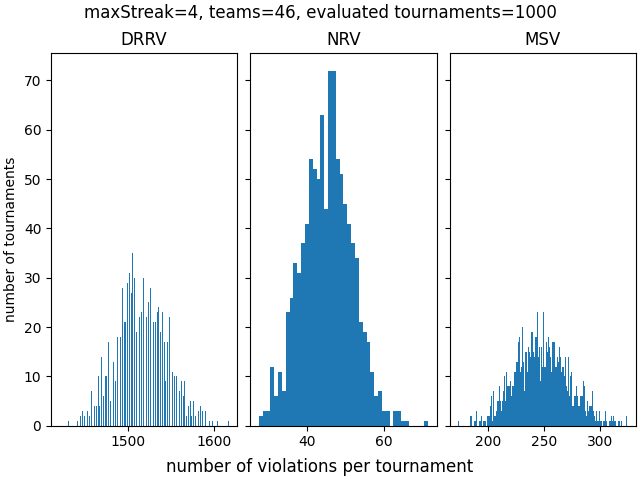 maxStreak=4, teams=46, evaluated tournaments=1000
DRRV NRV MSV
number of tournaments
70
60
50
40
30
20
10
0
1500 1600 40 60 200 250 300
number of violations per tournament